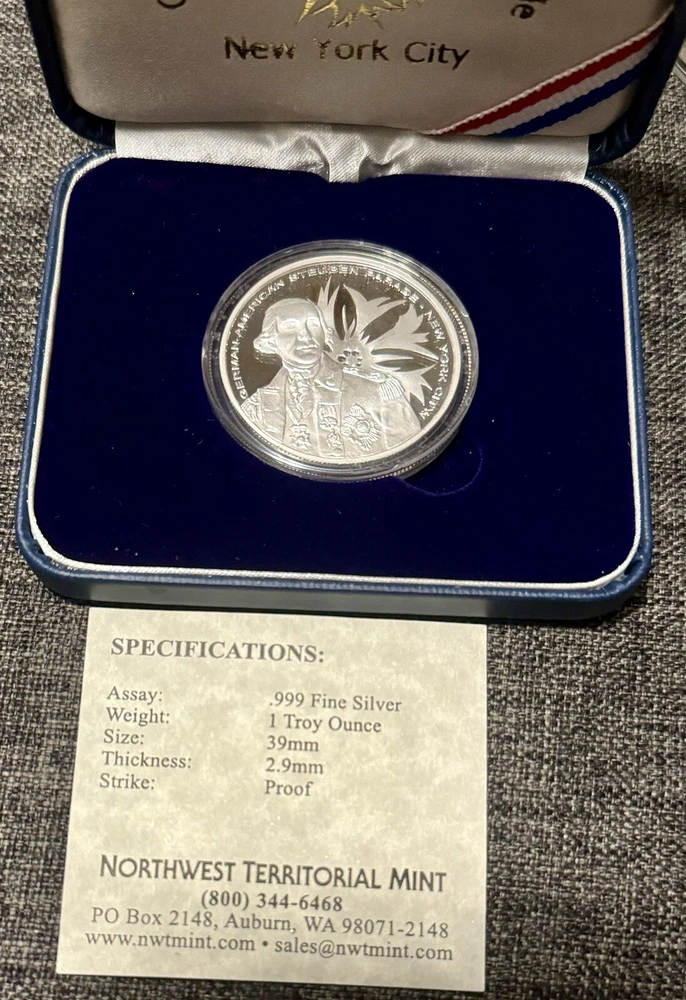 New York City
GERMAN-AMERICAN STEUBEN PARADE • NEW YORK CITY
SPECIFICATIONS:
Assay: .999 Fine Silver
Weight: 1 Troy Ounce
Size: 39mm
Thickness: 2.9mm
Strike: Proof
NORTHWEST TERRITORIAL MINT
(800) 344-6468
PO Box 2148, Auburn, WA 98071-2148
www.nwtmint.com • sales@nwtmint.com